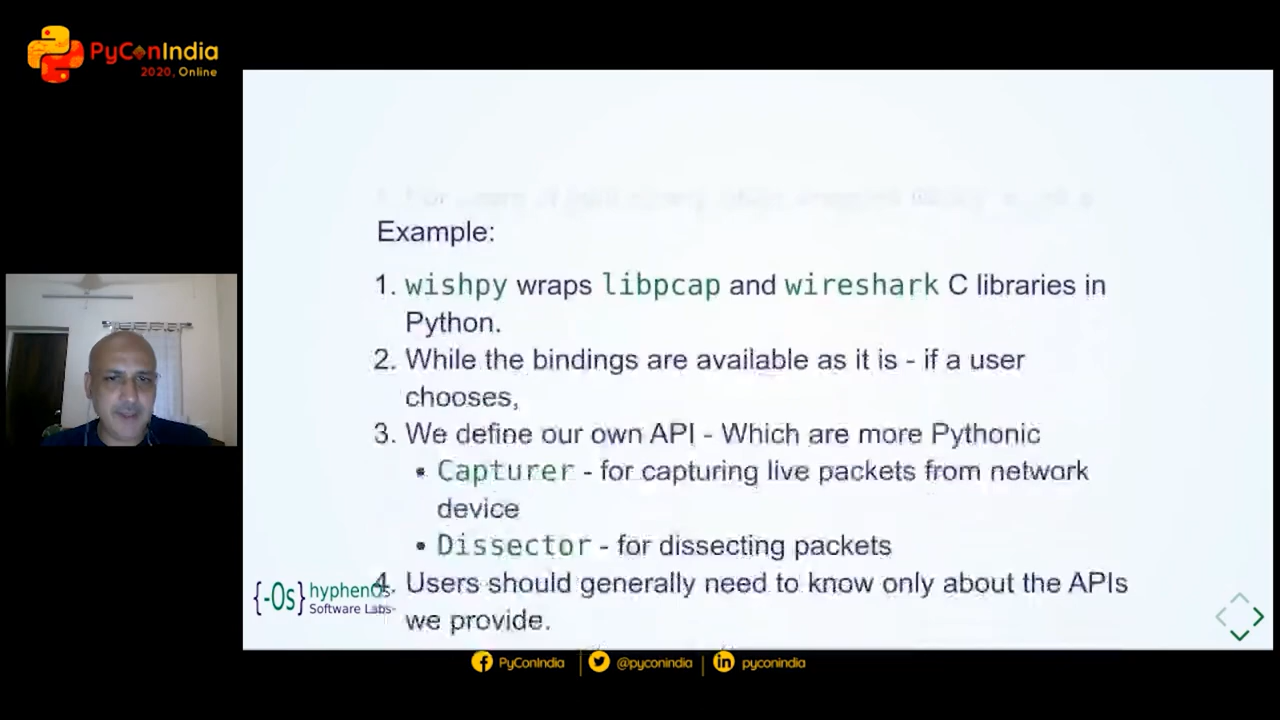 PyConIndia
2020, Online
Example:
1. wishpy wraps libpcap and wireshark C libraries in
Python.
2. While the bindings are available as it is - if a user
chooses,
3. We define our own API - Which are more Pythonic
• Capturer - for capturing live packets from network
device
• Dissector - for dissecting packets
4. Users should generally need to know only about the APIs
we provide.
{-Os} hyphenOs
Software Labs
PyConIndia
@pyconindia
pyconindia